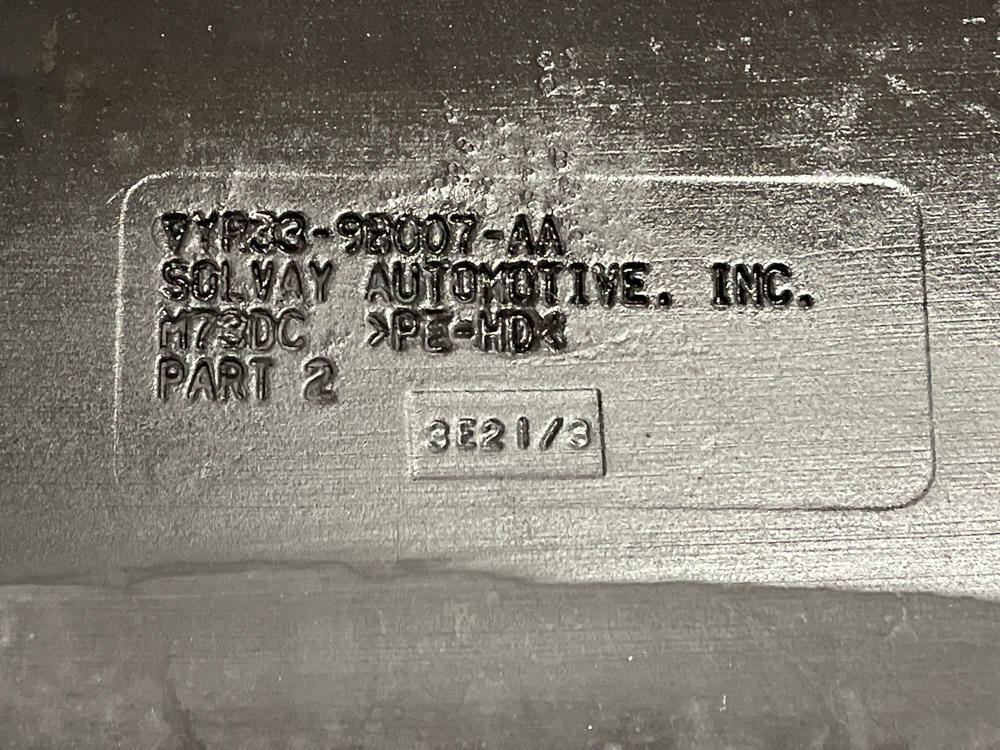 YR33-9B007-AA
SOLVAY AUTOMOTIVE. INC.
M73DC >PE-HD<
PART 2
3E21/3